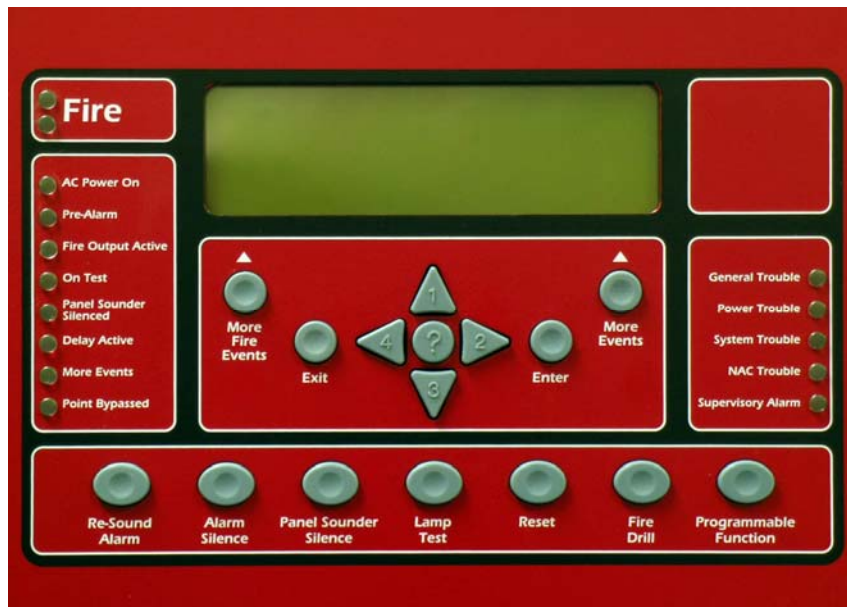 Fire
AC Power On
Pre-Alarm
Fire Output Active
On Test
Panel Sounder
Silenced
Delay Active
More Events
Point Bypassed
More
Fire
Events
Exit
1
4
?
2
3
Enter
More
Events
General Trouble
Power Trouble
System Trouble
NAC Trouble
Supervisory Alarm
Re-Sound
Alarm
Alarm
Silence
Panel Sounder
Silence
Lamp
Test
Reset
Fire
Drill
Programmable
Function